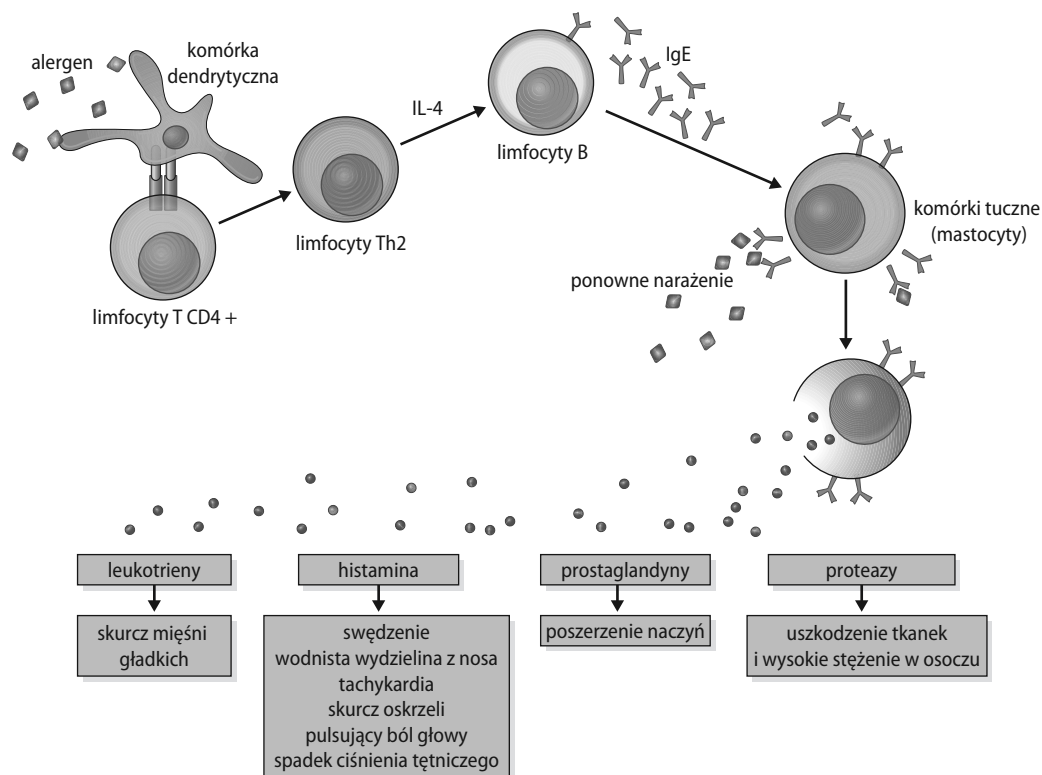 alergen
komórka
dendrytyczna
IgE
IL-4
limfocyty B
limfocyty Th2
komórki tuczne
(mastocyty)
ponowne narażenie
limfocyty T CD4 +
leukotrieny
histamina
prostaglandyny
proteazy
skurcz mięśni
gładkich
swędzenie
wodnista wydzielina z nosa
tachykardia
skurcz oskrzeli
pulsujący ból głowy
spadek ciśnienia tętniczego
poszerzenie naczyń
uszkodzenie tkanek
i wysokie stężenie w osoczu